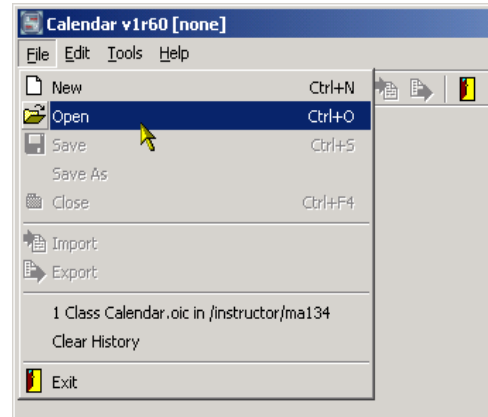 Calendar v1r60 [none]
File Edit Tools Help
New Ctrl+N
Open Ctrl+O
Save Ctrl+S
Save As
Close Ctrl+F4
Import
Export
1 Class Calendar.oic in /instructor/ma134
Clear History
Exit